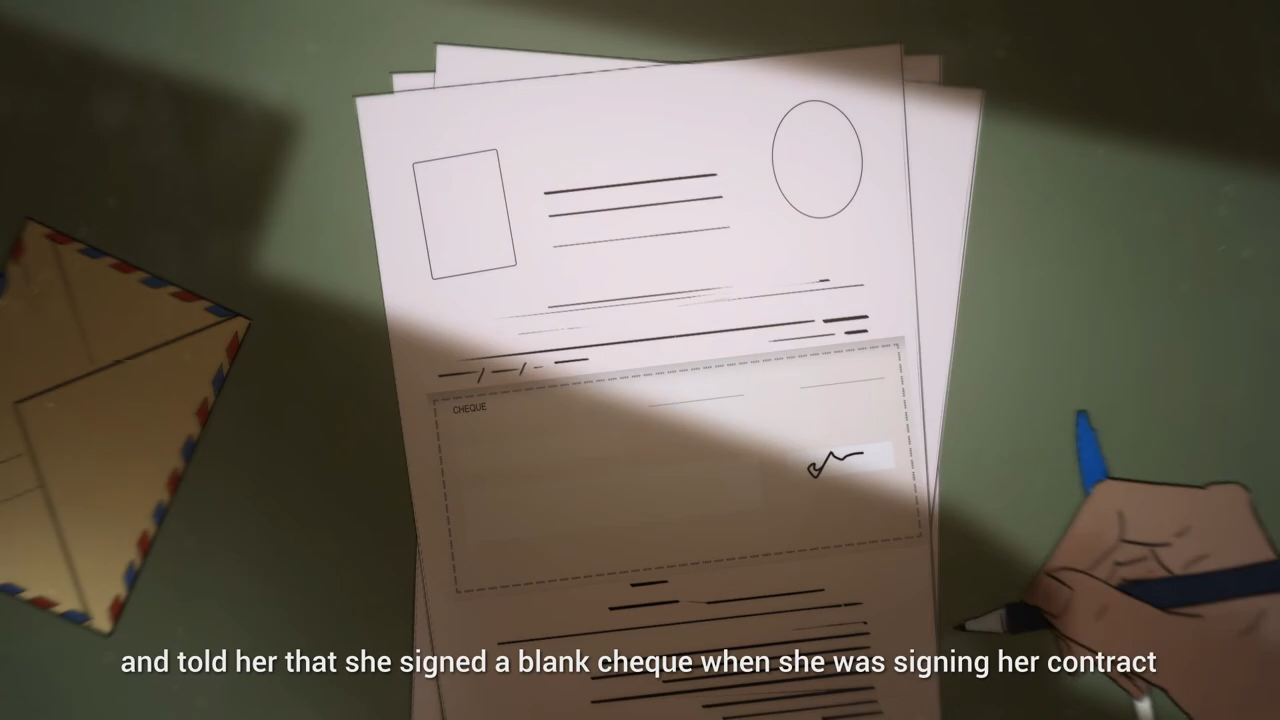 CHEQUE
and told her that she signed a blank cheque when she was signing her contract